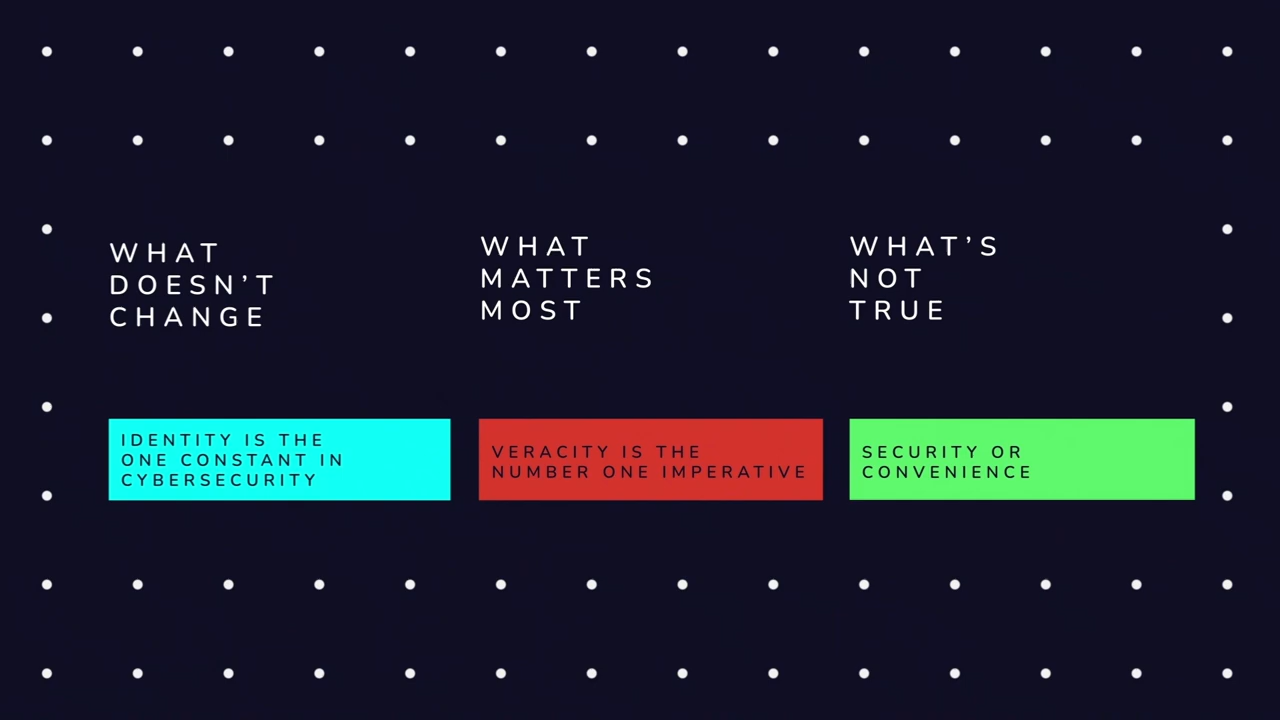 WHAT
DOESN’T
CHANGE
IDENTITY IS THE
ONE CONSTANT IN
CYBERSECURITY
WHAT
MATTERS
MOST
VERACITY IS THE
NUMBER ONE IMPERATIVE
WHAT’S
NOT
TRUE
SECURITY OR
CONVENIENCE